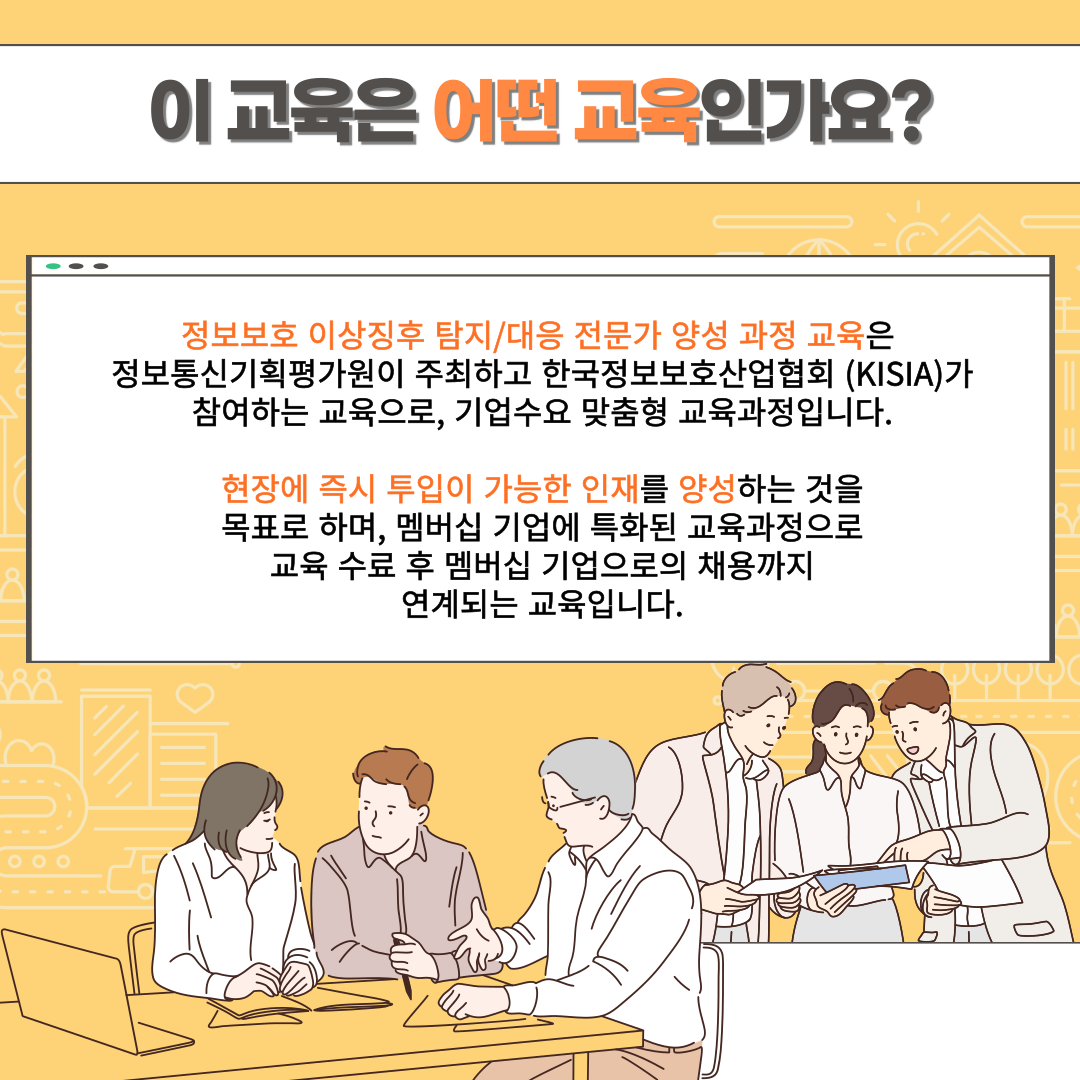 이 교육은 어떤 교육인가요?
정보보호 이상징후 탐지/대응 전문가 양성 과정 교육은
정보통신기획평가원이 주최하고 한국정보보호산업협회 (KISIA)가
참여하는 교육으로, 기업수요 맞춤형 교육과정입니다.
현장에 즉시 투입이 가능한 인재를 양성하는 것을
목표로 하며, 멤버십 기업에 특화된 교육과정으로
교육 수료 후 멤버십 기업으로의 채용까지
연계되는 교육입니다.